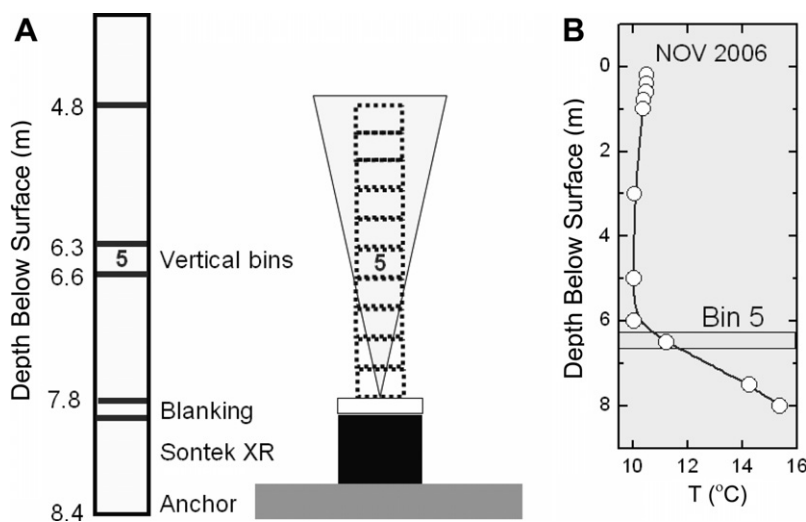 A
Depth Below Surface (m)
4.8
6.3
5
6.6
7.8
8.4
Vertical bins
Blanking
Sontek XR
Anchor
5
B
NOV 2006
Depth Below Surface (m)
0
2
4
6
8
Bin 5
10 12 14 16
T (°C)